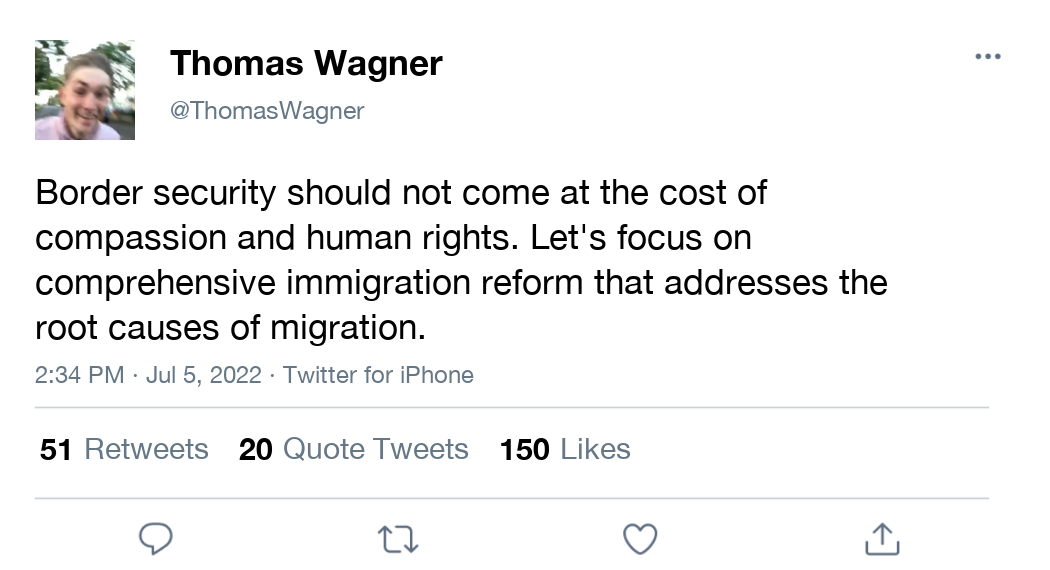 Thomas Wagner
@ThomasWagner
Border security should not come at the cost of
compassion and human rights. Let's focus on
comprehensive immigration reform that addresses the
root causes of migration.
2:34 PM · Jul 5, 2022 · Twitter for iPhone
51 Retweets 20 Quote Tweets 150 Likes